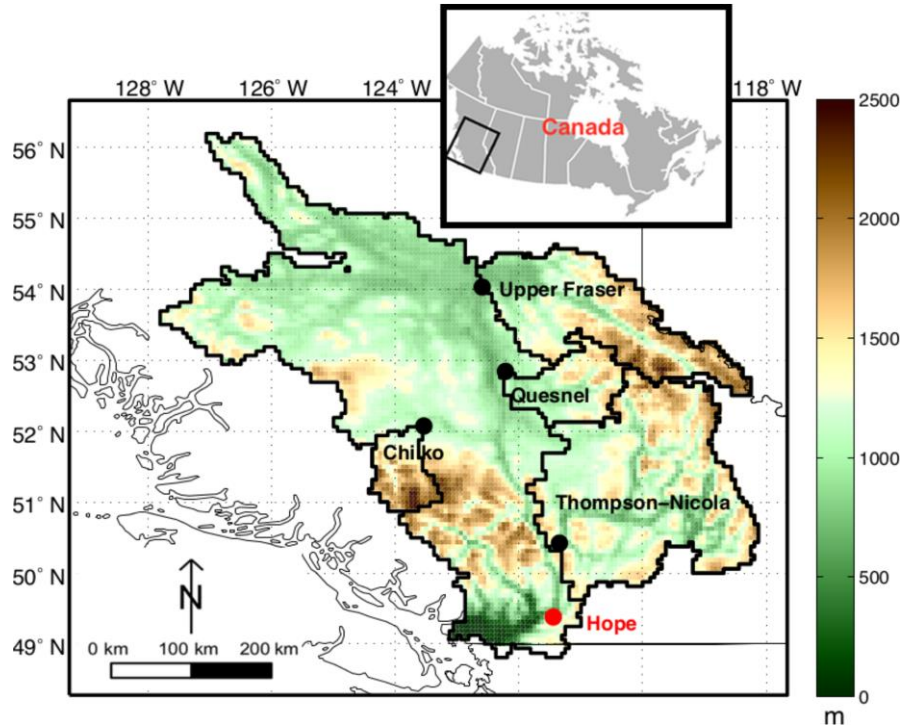 Canada
128° W
126° W
124° W
118° W
56° N
55° N
54° N
53° N
52° N
51° N
50° N
49° N
Upper Fraser
Quesnel
Chilko
Thompson–Nicola
Hope
N
0 km
100 km
200 km
2500
2000
1500
1000
500
0
m